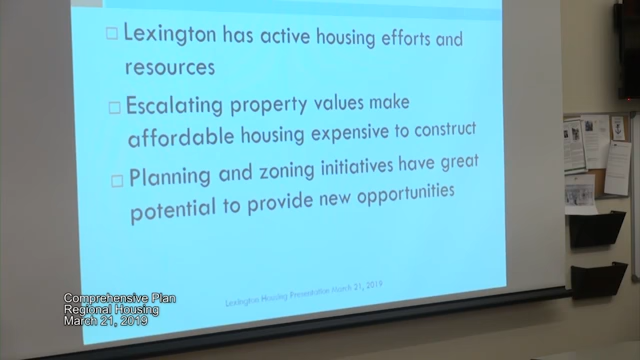 □ Lexington has active housing efforts and
resources
□ Escalating property values make
affordable housing expensive to construct
□ Planning and zoning initiatives have great
potential to provide new opportunities
Lexington Housing Presentation March 21, 2019
Comprehensive Plan
Regional Housing
March 21, 2019